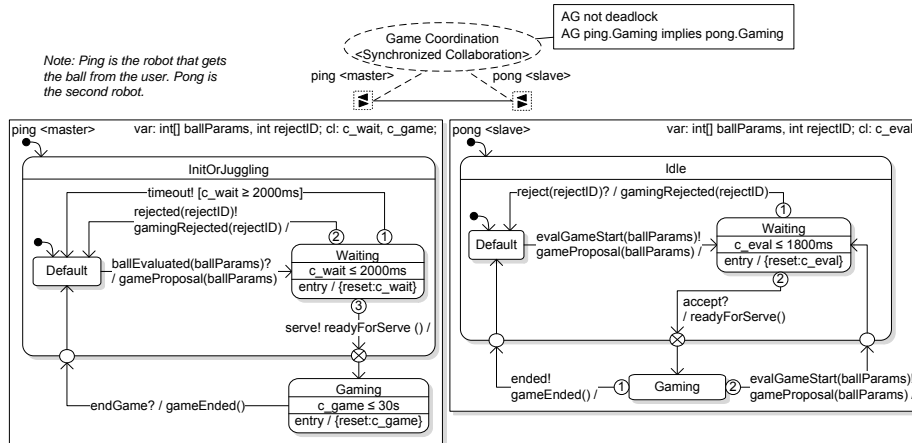 Game Coordination
<Synchronized Collaboration>
AG not deadlock
AG ping.Gaming implies pong.Gaming
Note: Ping is the robot that gets
the ball from the user. Pong is
the second robot.
ping <master>
pong <slave>
ping <master>
var: int[] ballParams, int rejectID; cl: c_wait, c_game;
InitOrJuggling
timeout! [c_wait ≥ 2000ms]
rejected(rejectID)!
gamingRejected(rejectID) /
2
1
Default
ballEvaluated(ballParams)?
/ gameProposal(ballParams)
Waiting
c_wait ≤ 2000ms
entry / {reset:c_wait}
3
serve! readyForServe () /
endGame? / gameEnded()
Gaming
c_game ≤ 30s
entry / {reset:c_game}
pong <slave>
var: int[] ballParams, int rejectID; cl: c_eval
Idle
reject(rejectID)? / gamingRejected(rejectID)
1
Default
evalGameStart(ballParams)!
gameProposal(ballParams) /
Waiting
c_eval ≤ 1800ms
entry / {reset:c_eval}
2
accept?
/ readyForServe()
ended!
gameEnded() /
1
Gaming
2
evalGameStart(ballParams)!
gameProposal(ballParams) /